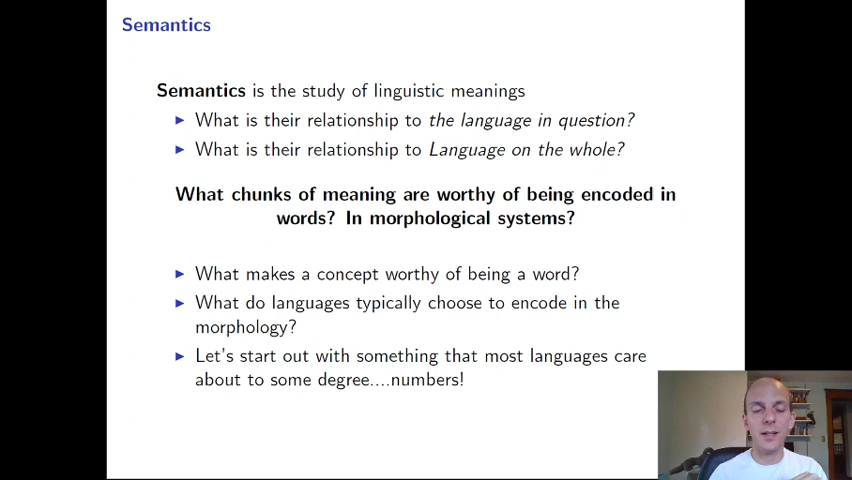 Semantics
Semantics is the study of linguistic meanings
▶ What is their relationship to the language in question?
▶ What is their relationship to Language on the whole?
What chunks of meaning are worthy of being encoded in
words? In morphological systems?
▶ What makes a concept worthy of being a word?
▶ What do languages typically choose to encode in the
morphology?
▶ Let's start out with something that most languages care
about to some degree....numbers!